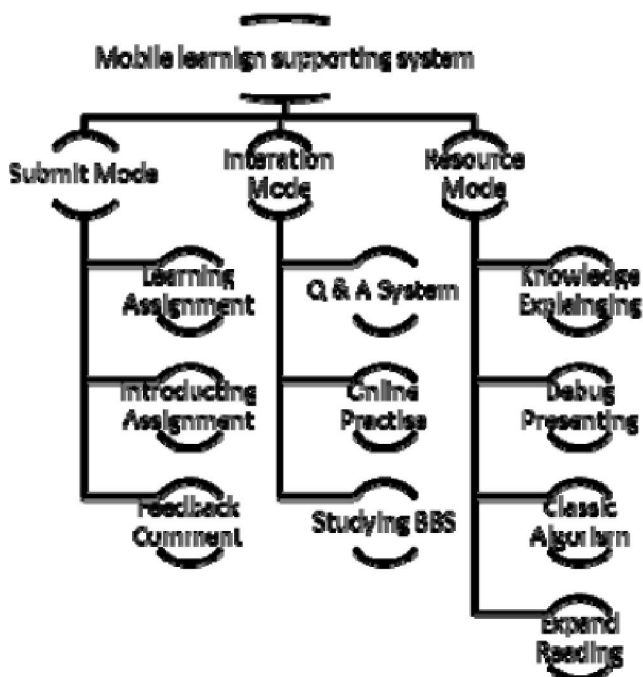 Mobile learnign supporting system
Submit Mode
Interation
Mode
Resource
Mode
Learning
Assignment
Introducting
Assignment
Feedback
Comment
Q & A System
Online
Practise
Studying BBS
Knowledge
Explainging
Debug
Presenting
Classic
Algorism
Expand
Reading